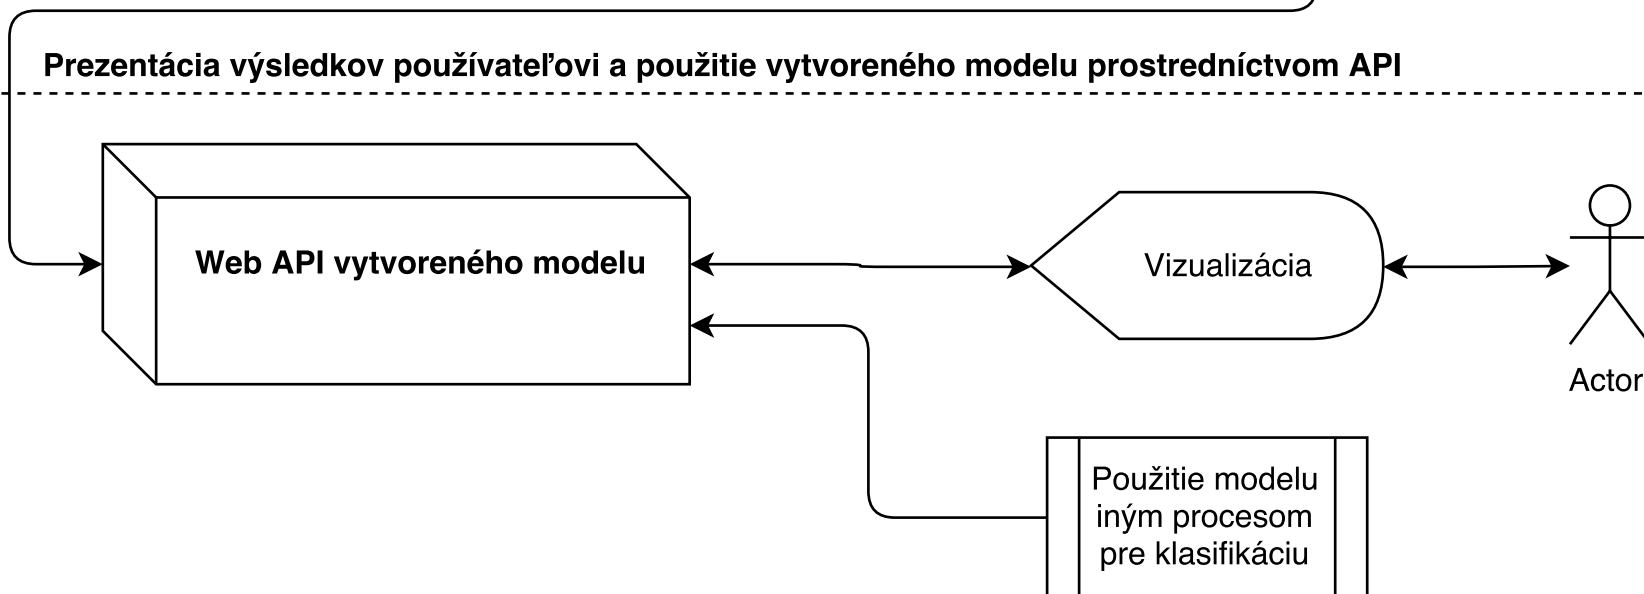 Prezentácia výsledkov používateľovi a použitie vytvoreného modelu prostredníctvom API
Web API vytvoreného modelu
Vizualizácia
Actor
Použitie modelu
iným procesom
pre klasifikáciu